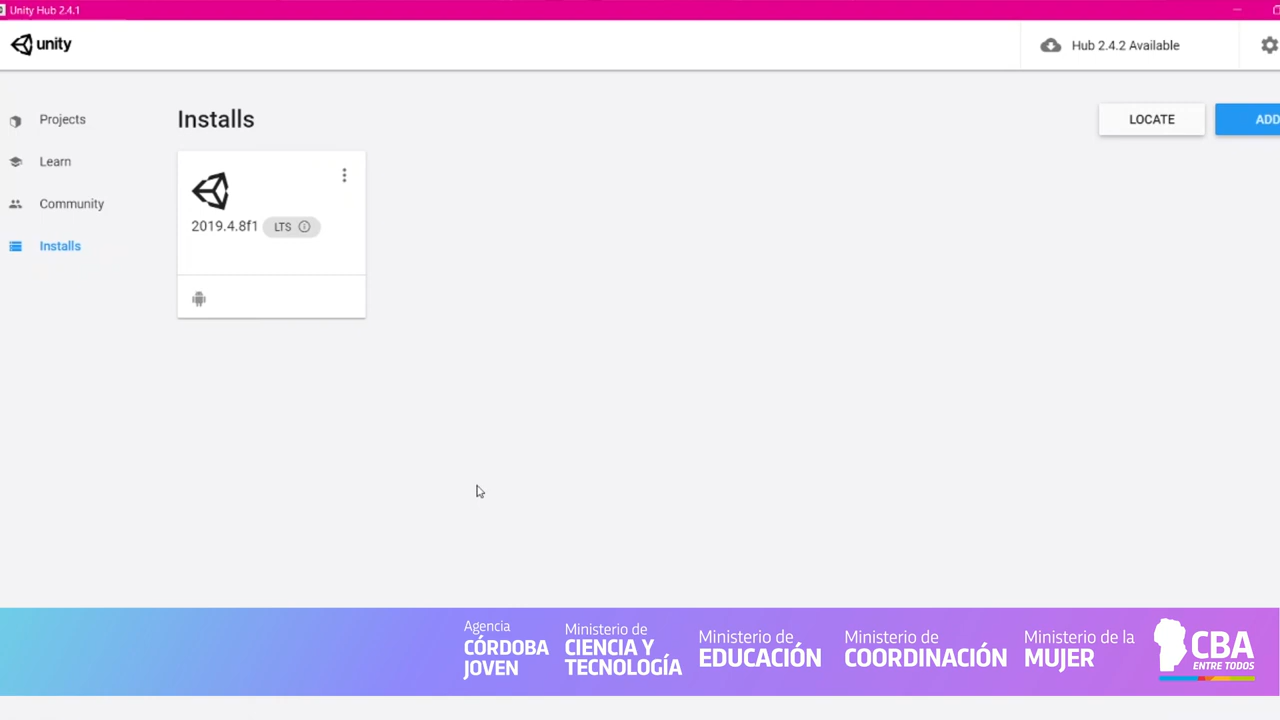 Unity Hub 2.4.1
unity
Hub 2.4.2 Available
Projects
Learn
Community
Installs
Installs
LOCATE
ADD
2019.4.8f1
LTS
Agencia
CÓRDOBA
JOVEN
Ministerio de
CIENCIA Y
TECNOLOGÍA
Ministerio de
EDUCACIÓN
Ministerio de
COORDINACIÓN
Ministerio de la
MUJER
CBA
ENTRE TODOS